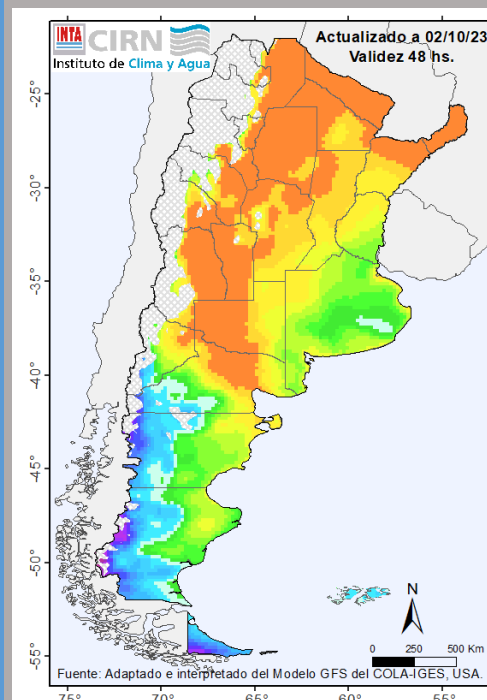 INTA CIRN
Instituto de Clima y Agua
Actualizado a 02/10/23
Validez 48 hs.
-25°
-30°
-35°
-40°
-45°
-50°
-55°
N
0 250 500 Km
Fuente: Adaptado e interpretado del Modelo GFS del COLA-IGES, USA.
-75° -70° -65° -60° -55°